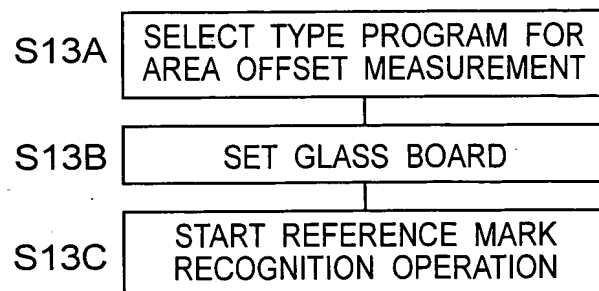 S13A SELECT TYPE PROGRAM FOR
AREA OFFSET MEASUREMENT
S13B SET GLASS BOARD
S13C START REFERENCE MARK
RECOGNITION OPERATION